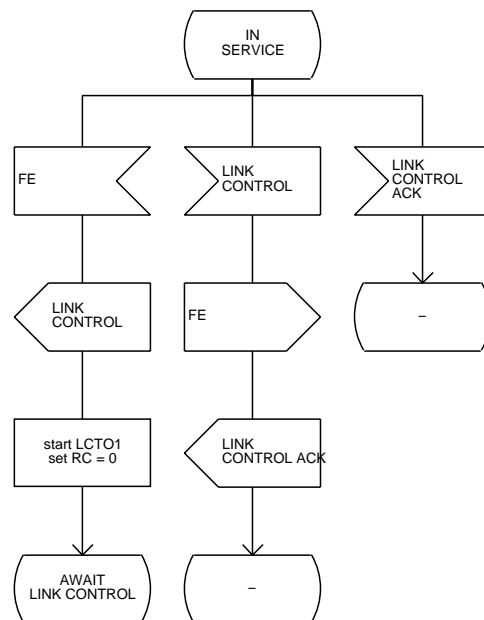 IN
SERVICE
FE
LINK
CONTROL
LINK
CONTROL
ACK
LINK
CONTROL
FE
–
start LCTO1
set RC = 0
LINK
CONTROL ACK
AWAIT
LINK CONTROL
–